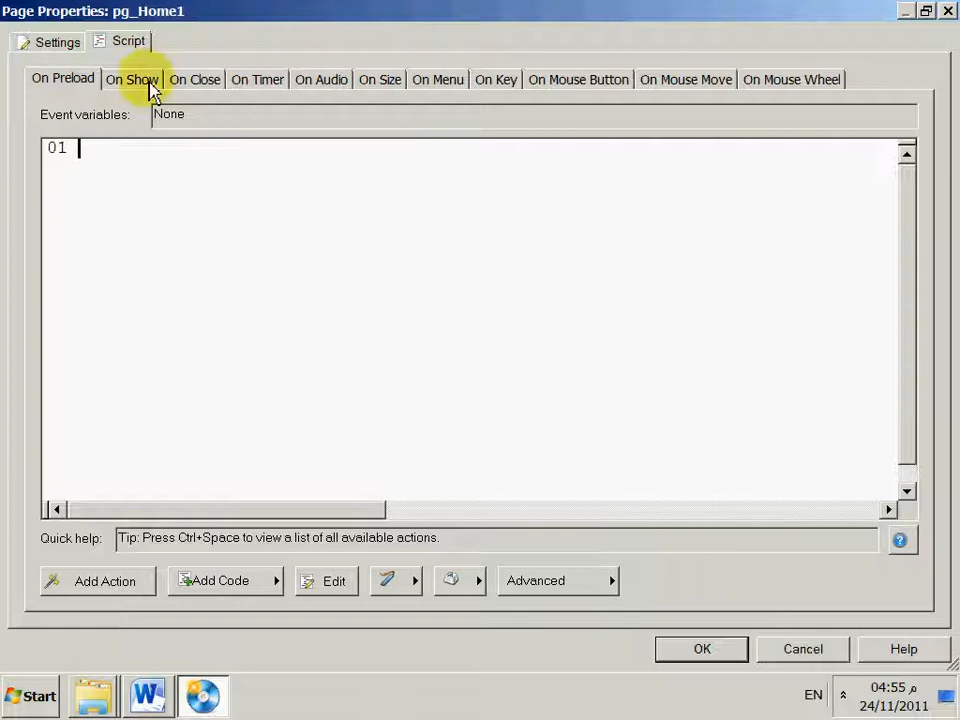 Page Properties: pg_Home1
Settings Script
On Preload On Show On Close On Timer On Audio On Size On Menu On Key On Mouse Button On Mouse Move On Mouse Wheel
Event variables: None
01
Quick help: Tip: Press Ctrl+Space to view a list of all available actions.
Add Action Add Code Edit Advanced
OK Cancel Help
Start EN 04:55 م
24/11/2011